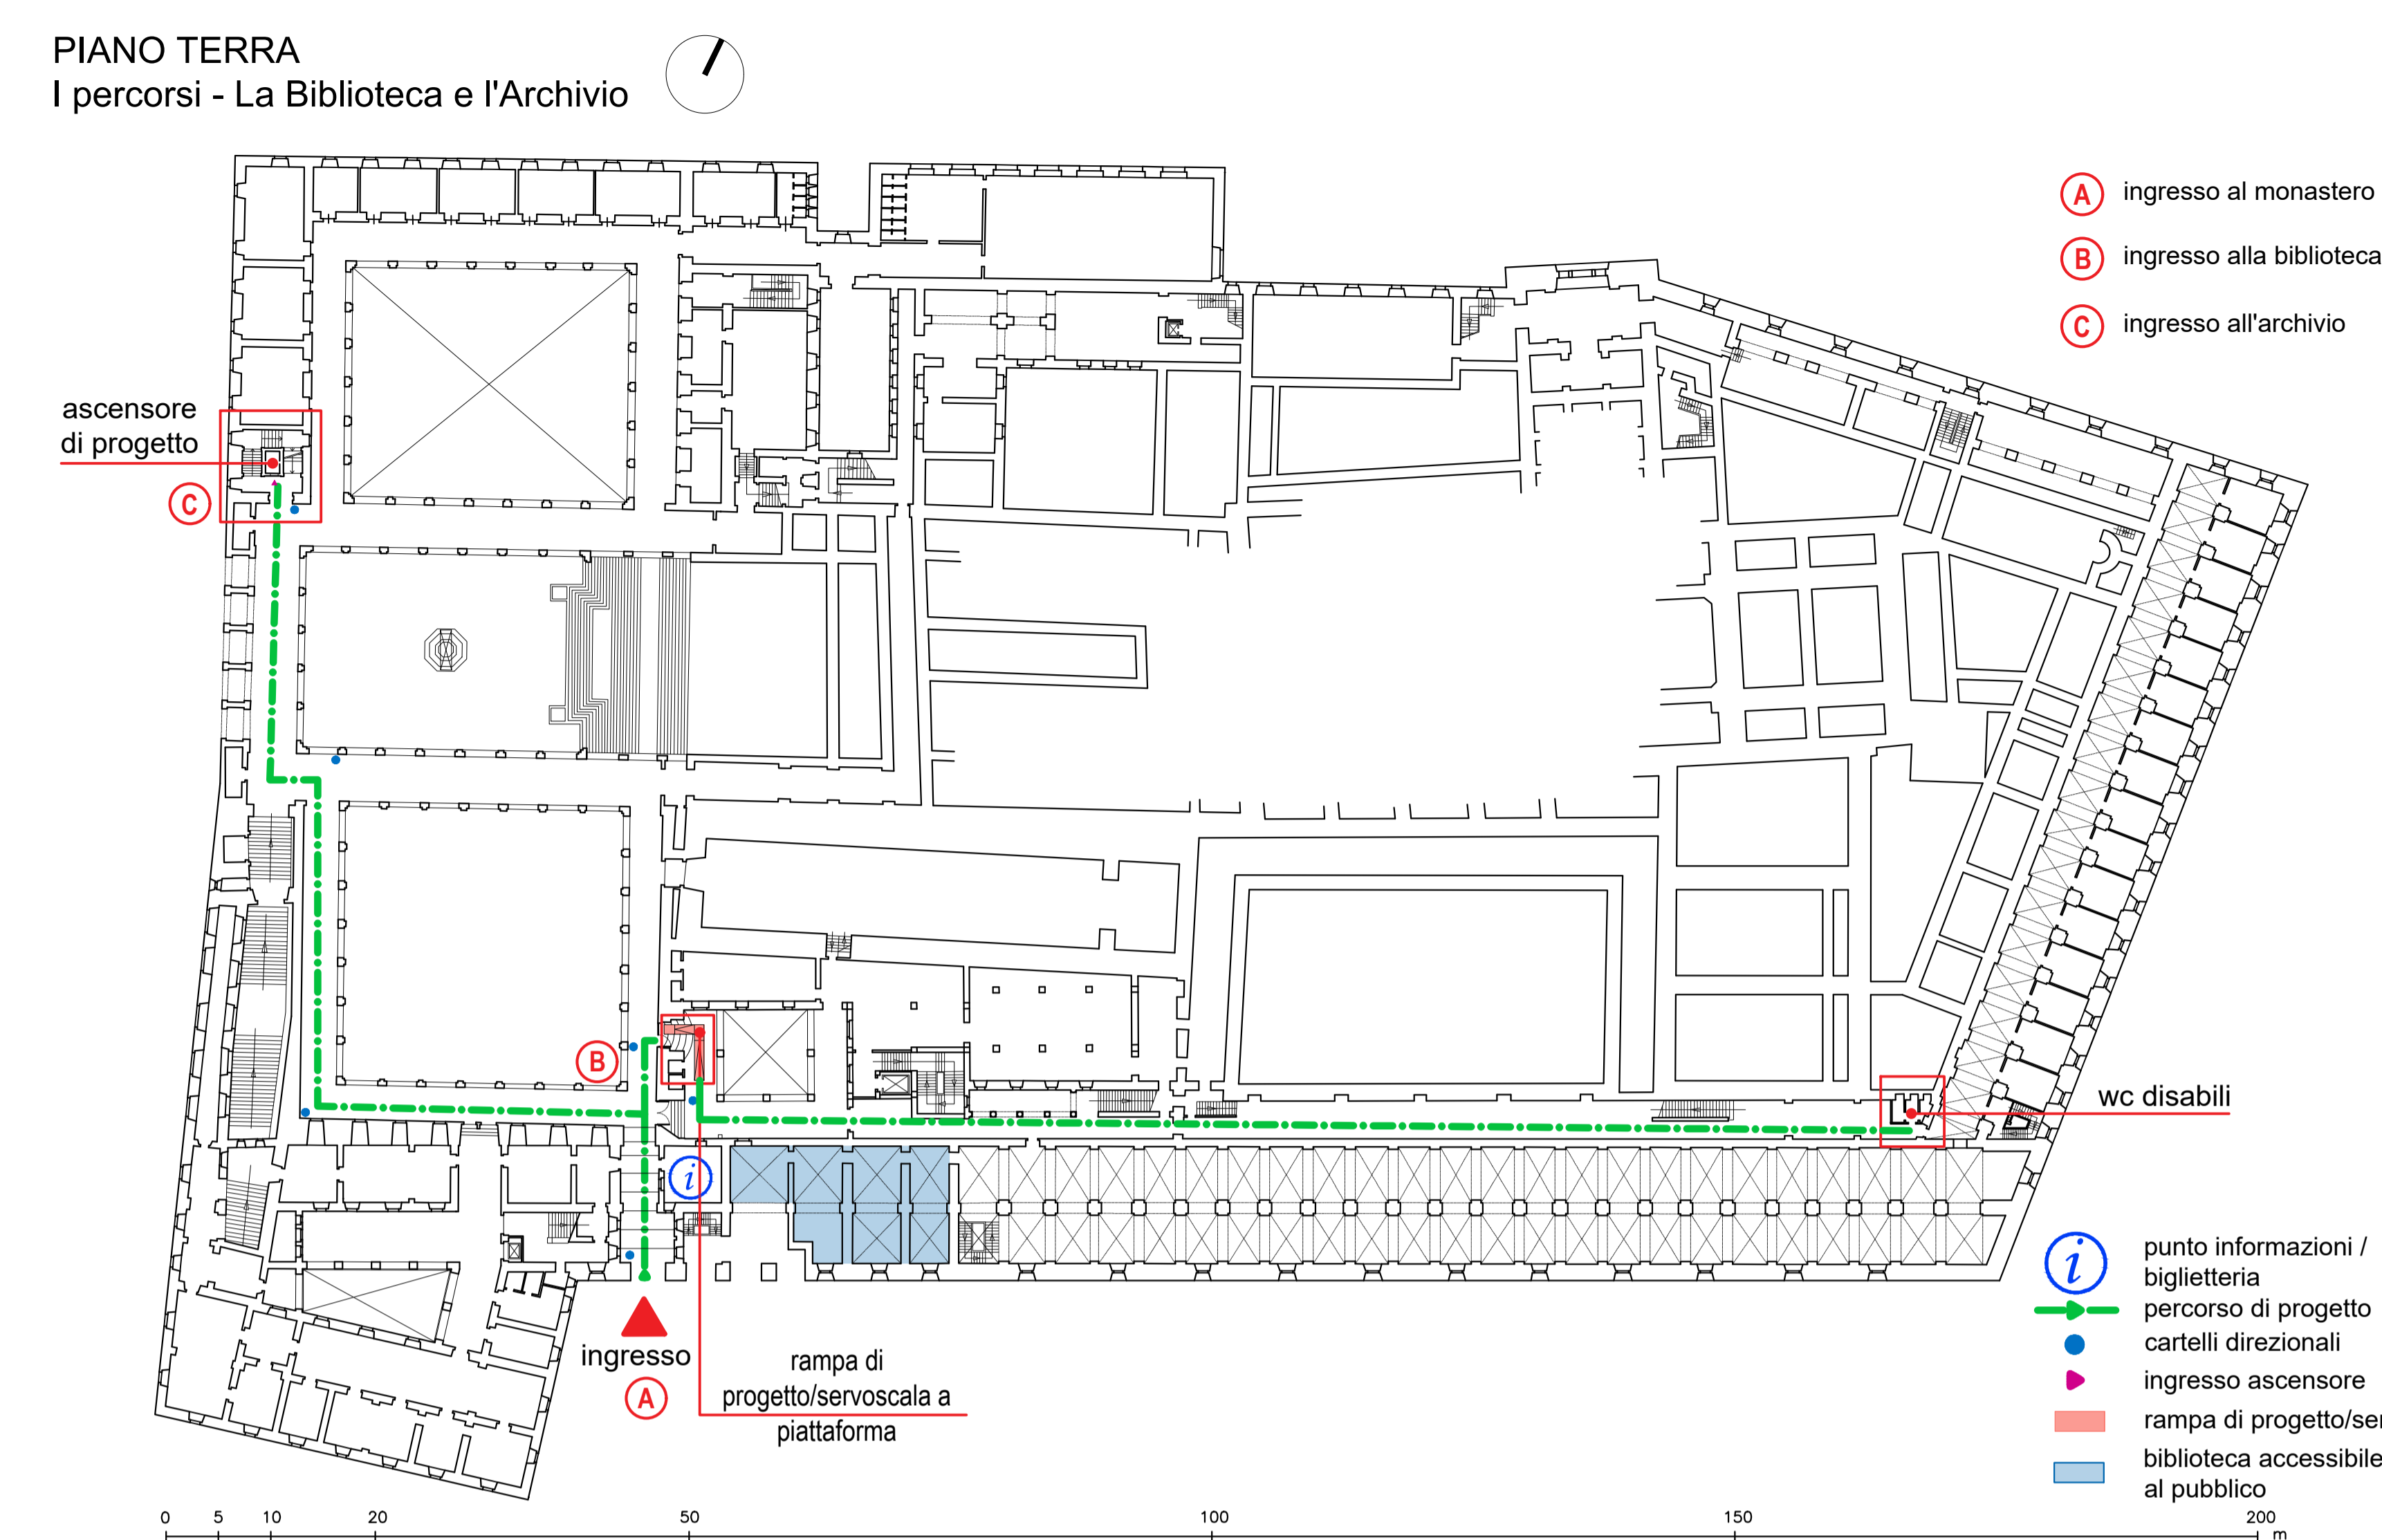 PIANO TERRA
I percorsi - La Biblioteca e l'Archivio
A ingresso al monastero
B ingresso alla biblioteca
C ingresso all'archivio
ascensore
di progetto
C
B
wc disabili
i
ingresso
A
rampa di
progetto/servoscala a
piattaforma
i punto informazioni /
biglietteria
percorso di progetto
cartelli direzionali
ingresso ascensore
rampa di progetto/ser
biblioteca accessibile
al pubblico
0 5 10 20 50 100 150 200 m